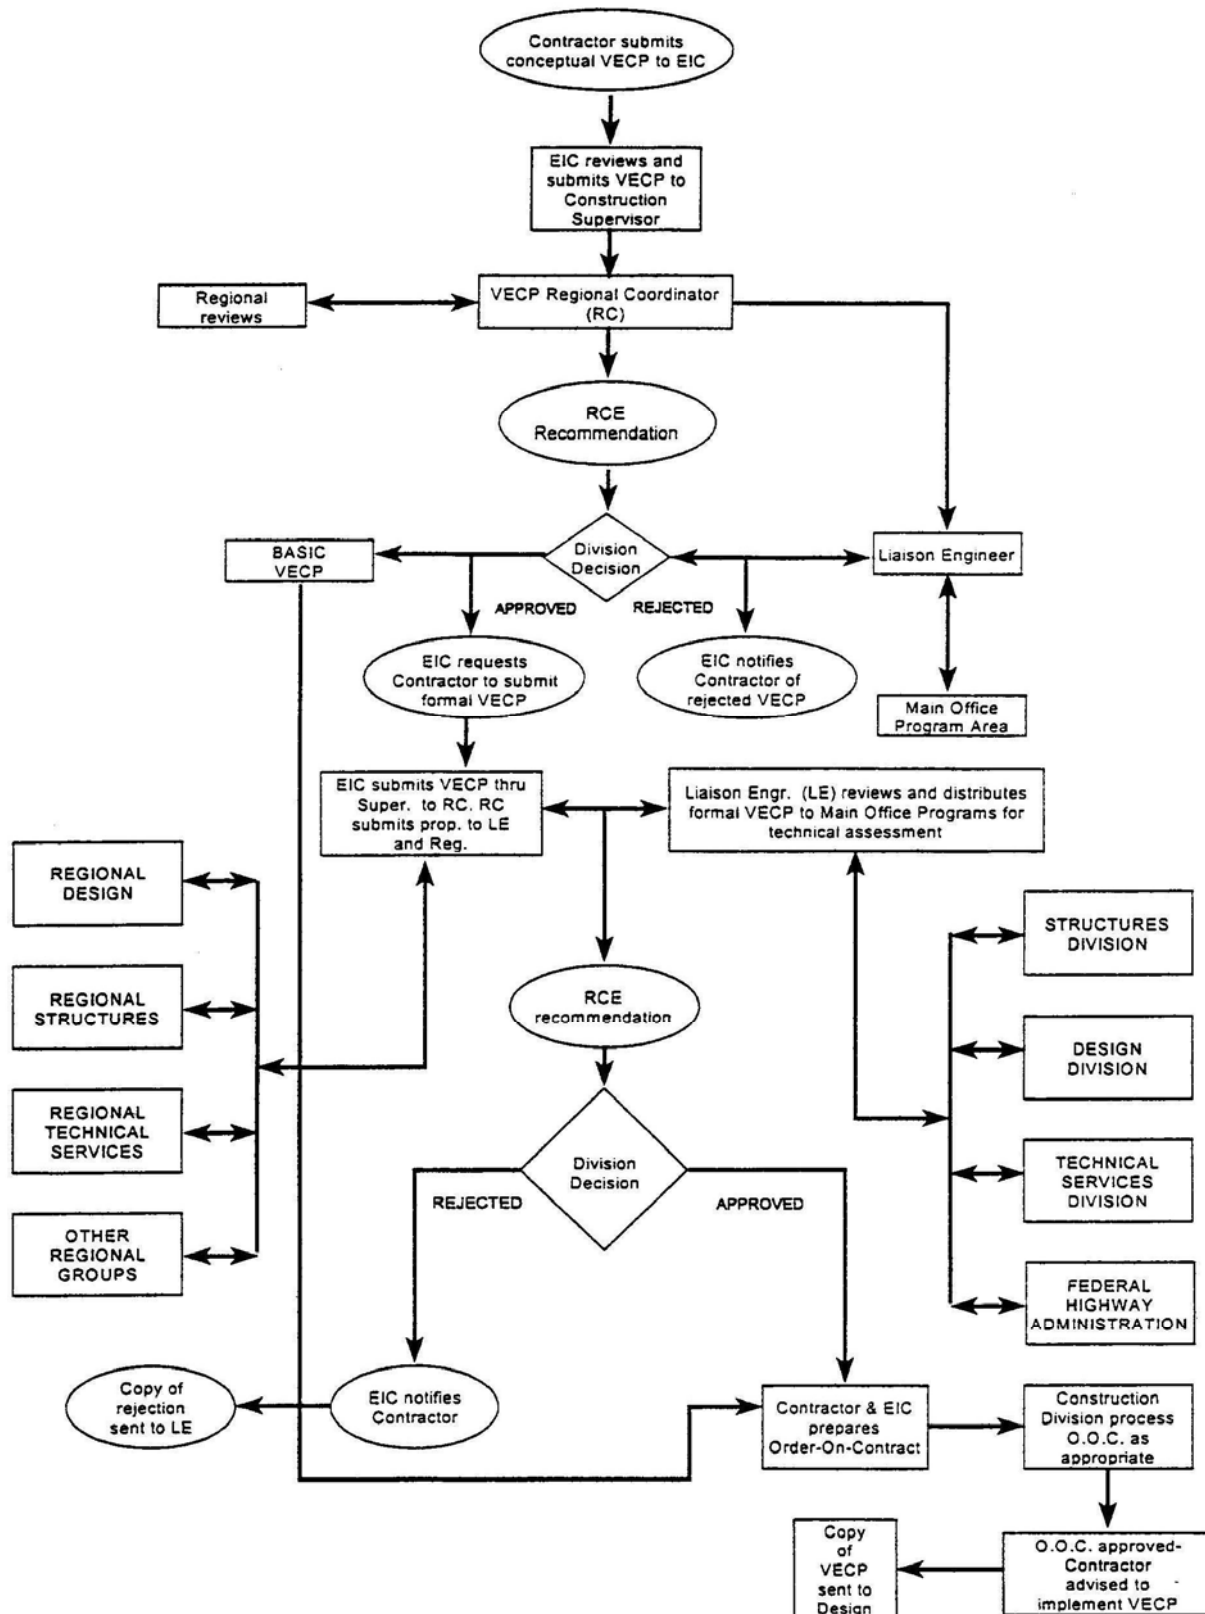 Contractor submits
conceptual VECP to EIC
EIC reviews and
submits VECP to
Construction
Supervisor
Regional
reviews
VECP Regional Coordinator
(RC)
RCE
Recommendation
BASIC
VECP
Division
Decision
Liaison Engineer
APPROVED
REJECTED
EIC requests
Contractor to submit
formal VECP
EIC notifies
Contractor of
rejected VECP
Main Office
Program Area
EIC submits VECP thru
Super. to RC. RC
submits prop. to LE
and Reg.
Liaison Engr. (LE) reviews and distributes
formal VECP to Main Office Programs for
technical assessment
REGIONAL
DESIGN
REGIONAL
STRUCTURES
REGIONAL
TECHNICAL
SERVICES
OTHER
REGIONAL
GROUPS
RCE
recommendation
STRUCTURES
DIVISION
DESIGN
DIVISION
TECHNICAL
SERVICES
DIVISION
FEDERAL
HIGHWAY
ADMINISTRATION
Division
Decision
REJECTED
APPROVED
Copy of
rejection
sent to LE
EIC notifies
Contractor
Contractor & EIC
prepares
Order-On-Contract
Construction
Division process
O.O.C. as
appropriate
Copy
of
VECP
sent to
Design
O.O.C. approved-
Contractor
advised to
implement VECP